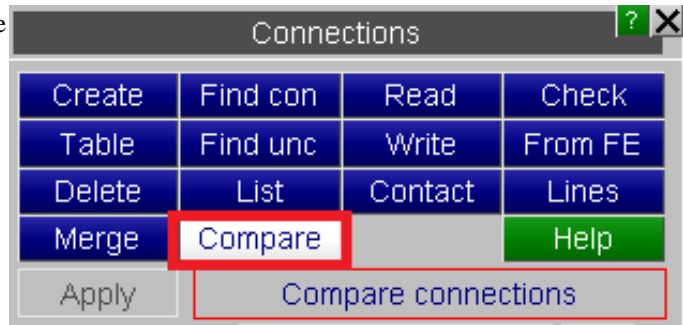 e
Connections
?
X
Create Find con Read Check
Table Find unc Write From FE
Delete List Contact Lines
Merge Compare Help
Apply Compare connections